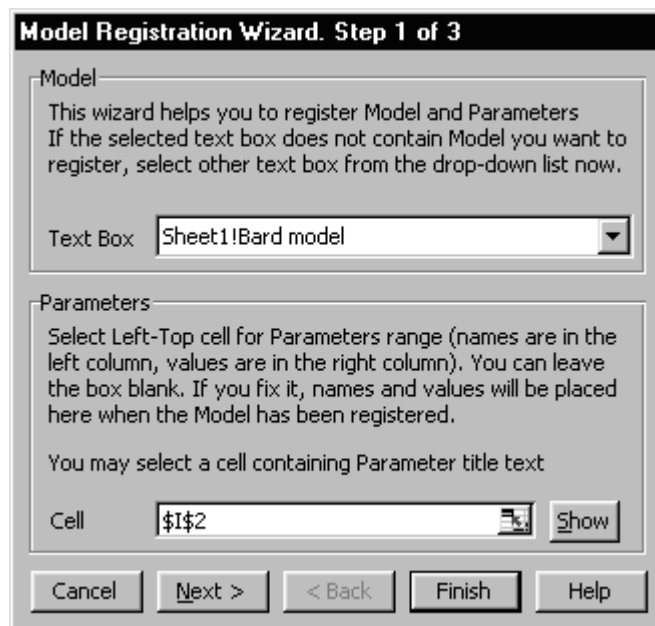 Model Registration Wizard. Step 1 of 3
Model
This wizard helps you to register Model and Parameters
If the selected text box does not contain Model you want to
register, select other text box from the drop-down list now.
Text Box Sheet1!Bard model
Parameters
Select Left-Top cell for Parameters range (names are in the
left column, values are in the right column). You can leave
the box blank. If you fix it, names and values will be placed
here when the Model has been registered.
You may select a cell containing Parameter title text
Cell $I$2 Show
Cancel Next > < Back Finish Help